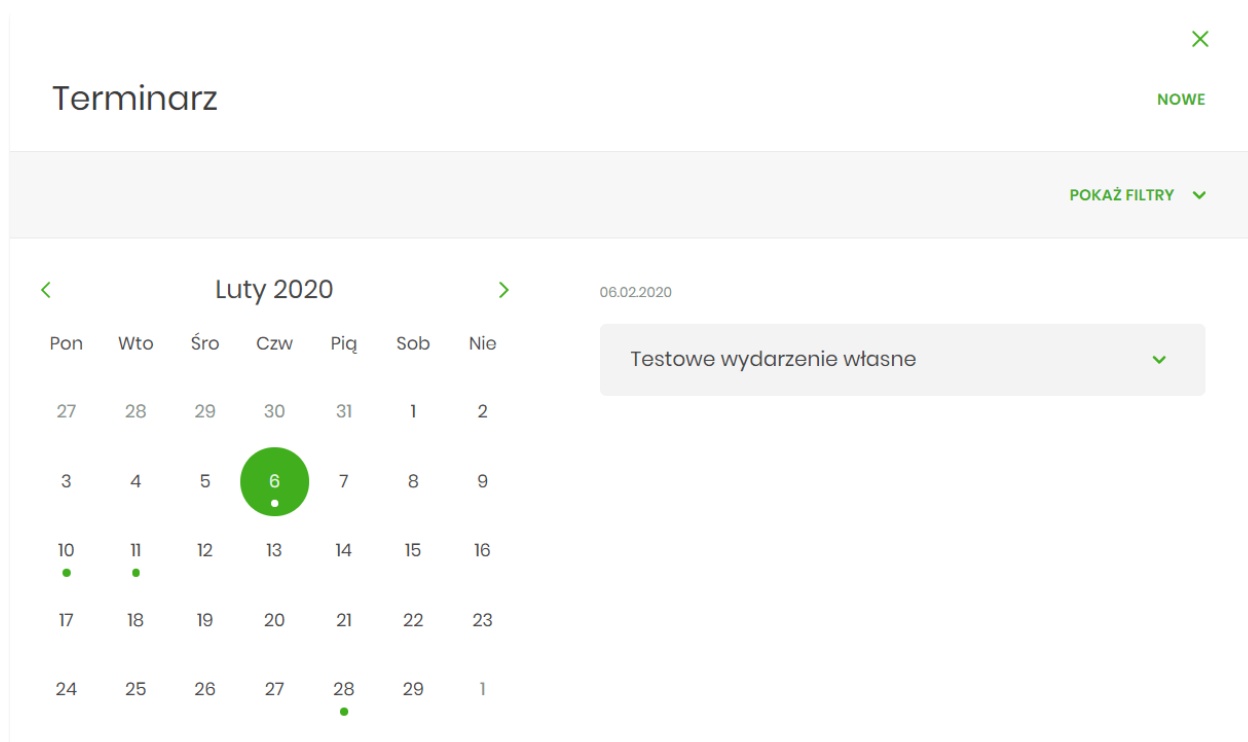 Terminarz
NOWE
POKAŻ FILTRY
Luty 2020
Pon Wto Śro Czw Pią Sob Nie
27 28 29 30 31 1 2
3 4 5 6 7 8 9
10 11 12 13 14 15 16
17 18 19 20 21 22 23
24 25 26 27 28 29 1
06.02.2020
Testowe wydarzenie własne